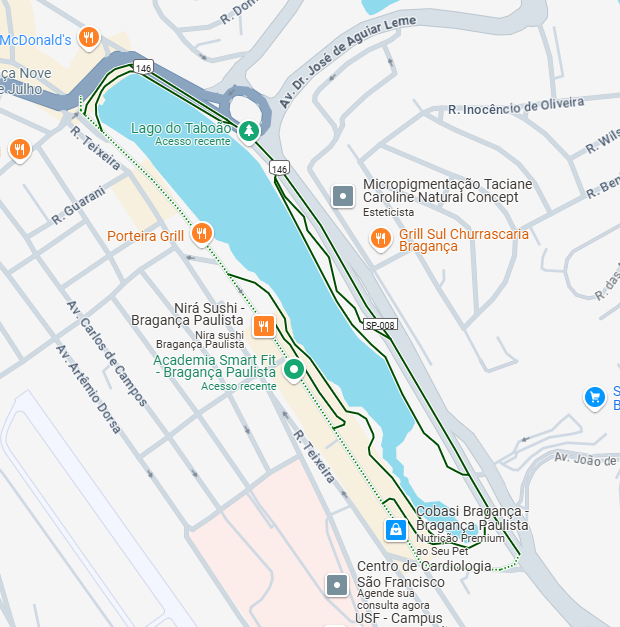 R. Don
McDonald's
ça Nove
e Julho
146
Av. Dr. José de Aguiar Leme
R. Inocêncio de Oliveira
Lago do Taboão
Acesso recente
R. Wils
R. Teixeira
146
R. Ben
Micropigmentação Taciane
Caroline Natural Concept
Esteticista
R. Guarani
Porteira Grill
Grill Sul Churrascaria
Bragança
R. das
Nirá Sushi -
Bragança Paulista
Nira sushi
Bragança Paulista
SP-008
Av. Carlos de Campos
Academia Smart Fit
- Bragança Paulista
Acesso recente
Av. Artêmio Dorsa
S
B
R. Teixeira
Av. João de
Cobasi Bragança -
Bragança Paulista
Nutrição Premium
ao Seu Pet
Centro de Cardiologia
São Francisco
Agende sua
consulta agora
USF - Campus